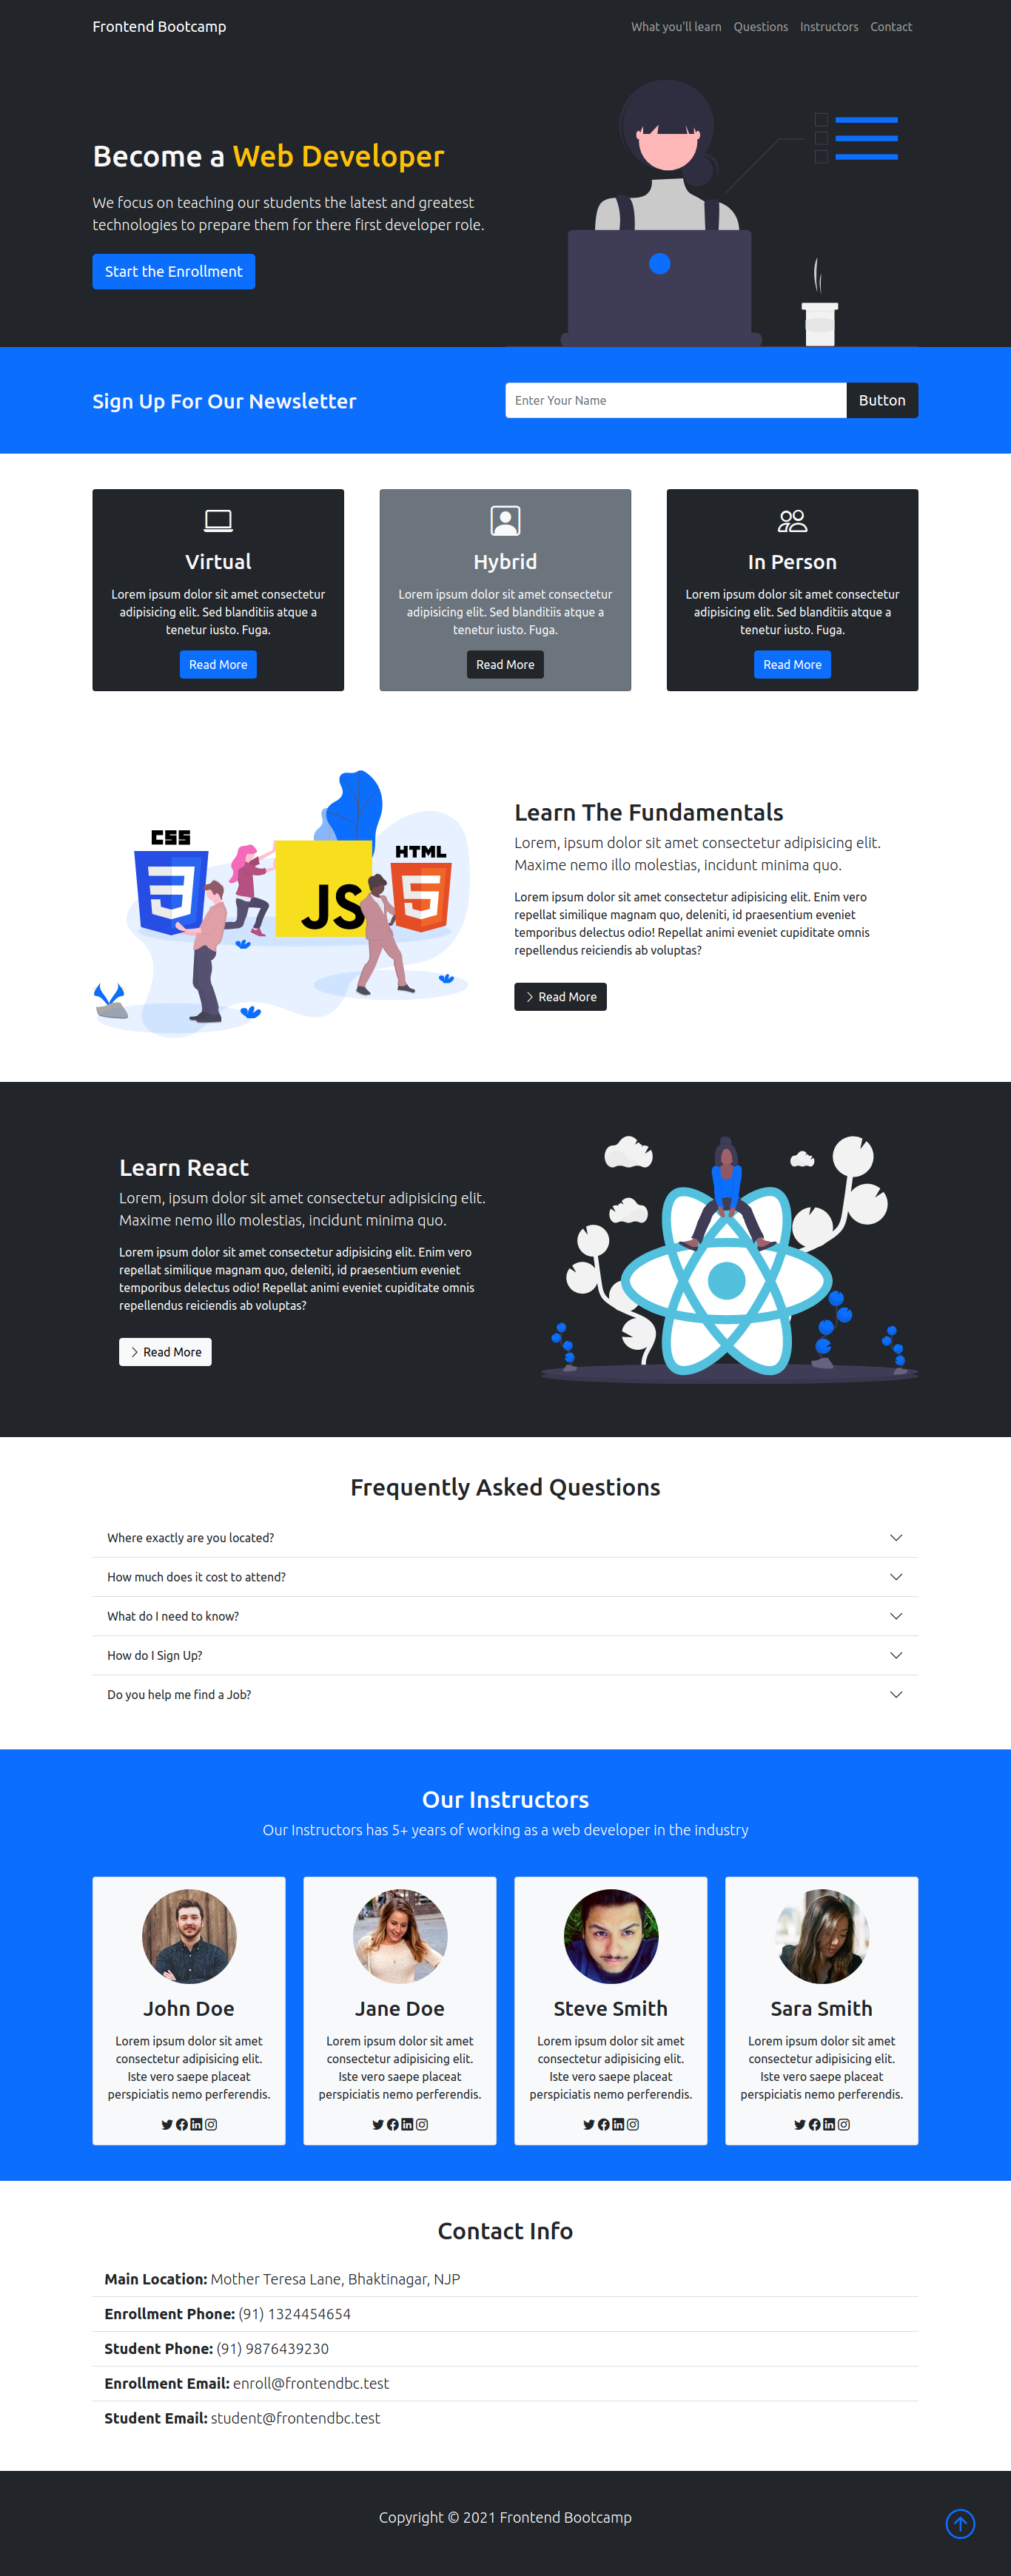 Frontend Bootcamp
What you'll learn Questions Instructors Contact
Become a Web Developer
We focus on teaching our students the latest and greatest
technologies to prepare them for there first developer role.
Start the Enrollment
Sign Up For Our Newsletter
Enter Your Name
Button
Virtual
Lorem ipsum dolor sit amet consectetur
adipisicing elit. Sed blanditiis atque a
tenetur iusto. Fuga.
Read More
Hybrid
Lorem ipsum dolor sit amet consectetur
adipisicing elit. Sed blanditiis atque a
tenetur iusto. Fuga.
Read More
In Person
Lorem ipsum dolor sit amet consectetur
adipisicing elit. Sed blanditiis atque a
tenetur iusto. Fuga.
Read More
CSS
3
JS
HTML
5
Learn The Fundamentals
Lorem, ipsum dolor sit amet consectetur adipisicing elit.
Maxime nemo illo molestias, incidunt minima quo.
Lorem ipsum dolor sit amet consectetur adipisicing elit. Enim vero
repellat similique magnam quo, deleniti, id praesentium eveniet
temporibus delectus odio! Repellat animi eveniet cupiditate omnis
repellendus reiciendis ab voluptas?
Read More
Learn React
Lorem, ipsum dolor sit amet consectetur adipisicing elit.
Maxime nemo illo molestias, incidunt minima quo.
Lorem ipsum dolor sit amet consectetur adipisicing elit. Enim vero
repellat similique magnam quo, deleniti, id praesentium eveniet
temporibus delectus odio! Repellat animi eveniet cupiditate omnis
repellendus reiciendis ab voluptas?
Read More
Frequently Asked Questions
Where exactly are you located?
How much does it cost to attend?
What do I need to know?
How do I Sign Up?
Do you help me find a Job?
Our Instructors
Our Instructors has 5+ years of working as a web developer in the industry
John Doe
Lorem ipsum dolor sit amet
consectetur adipisicing elit.
Iste vero saepe placeat
perspiciatis nemo perferendis.
Jane Doe
Lorem ipsum dolor sit amet
consectetur adipisicing elit.
Iste vero saepe placeat
perspiciatis nemo perferendis.
Steve Smith
Lorem ipsum dolor sit amet
consectetur adipisicing elit.
Iste vero saepe placeat
perspiciatis nemo perferendis.
Sara Smith
Lorem ipsum dolor sit amet
consectetur adipisicing elit.
Iste vero saepe placeat
perspiciatis nemo perferendis.
Contact Info
Main Location: Mother Teresa Lane, Bhaktinagar, NJP
Enrollment Phone: (91) 1324454654
Student Phone: (91) 9876439230
Enrollment Email: enroll@frontendbc.test
Student Email: student@frontendbc.test
Copyright © 2021 Frontend Bootcamp